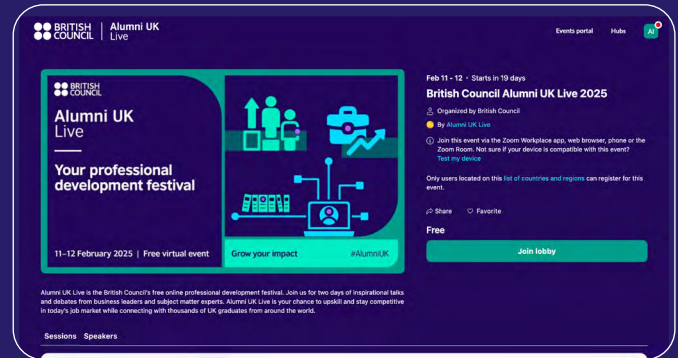 BRITISH COUNCIL | Alumni UK Live
Events portal
Hubs
AI
BRITISH COUNCIL
Alumni UK
Live
Your professional
development festival
11–12 February 2025 | Free virtual event
Grow your impact
#AlumniUK
Feb 11 - 12 • Starts in 19 days
British Council Alumni UK Live 2025
Organized by British Council
By Alumni UK Live
Join this event via the Zoom Workplace app, web browser, phone or the
Zoom Room. Not sure if your device is compatible with this event?
Test my device
Only users located on this list of countries and regions can register for this
event.
Share
Favorite
Free
Join lobby
Alumni UK Live is the British Council's free online professional development festival. Join us for two days of inspirational talks
and debates from business leaders and subject matter experts. Alumni UK Live is your chance to upskill and stay competitive
in today's job market while connecting with thousands of UK graduates from around the world.
Sessions
Speakers